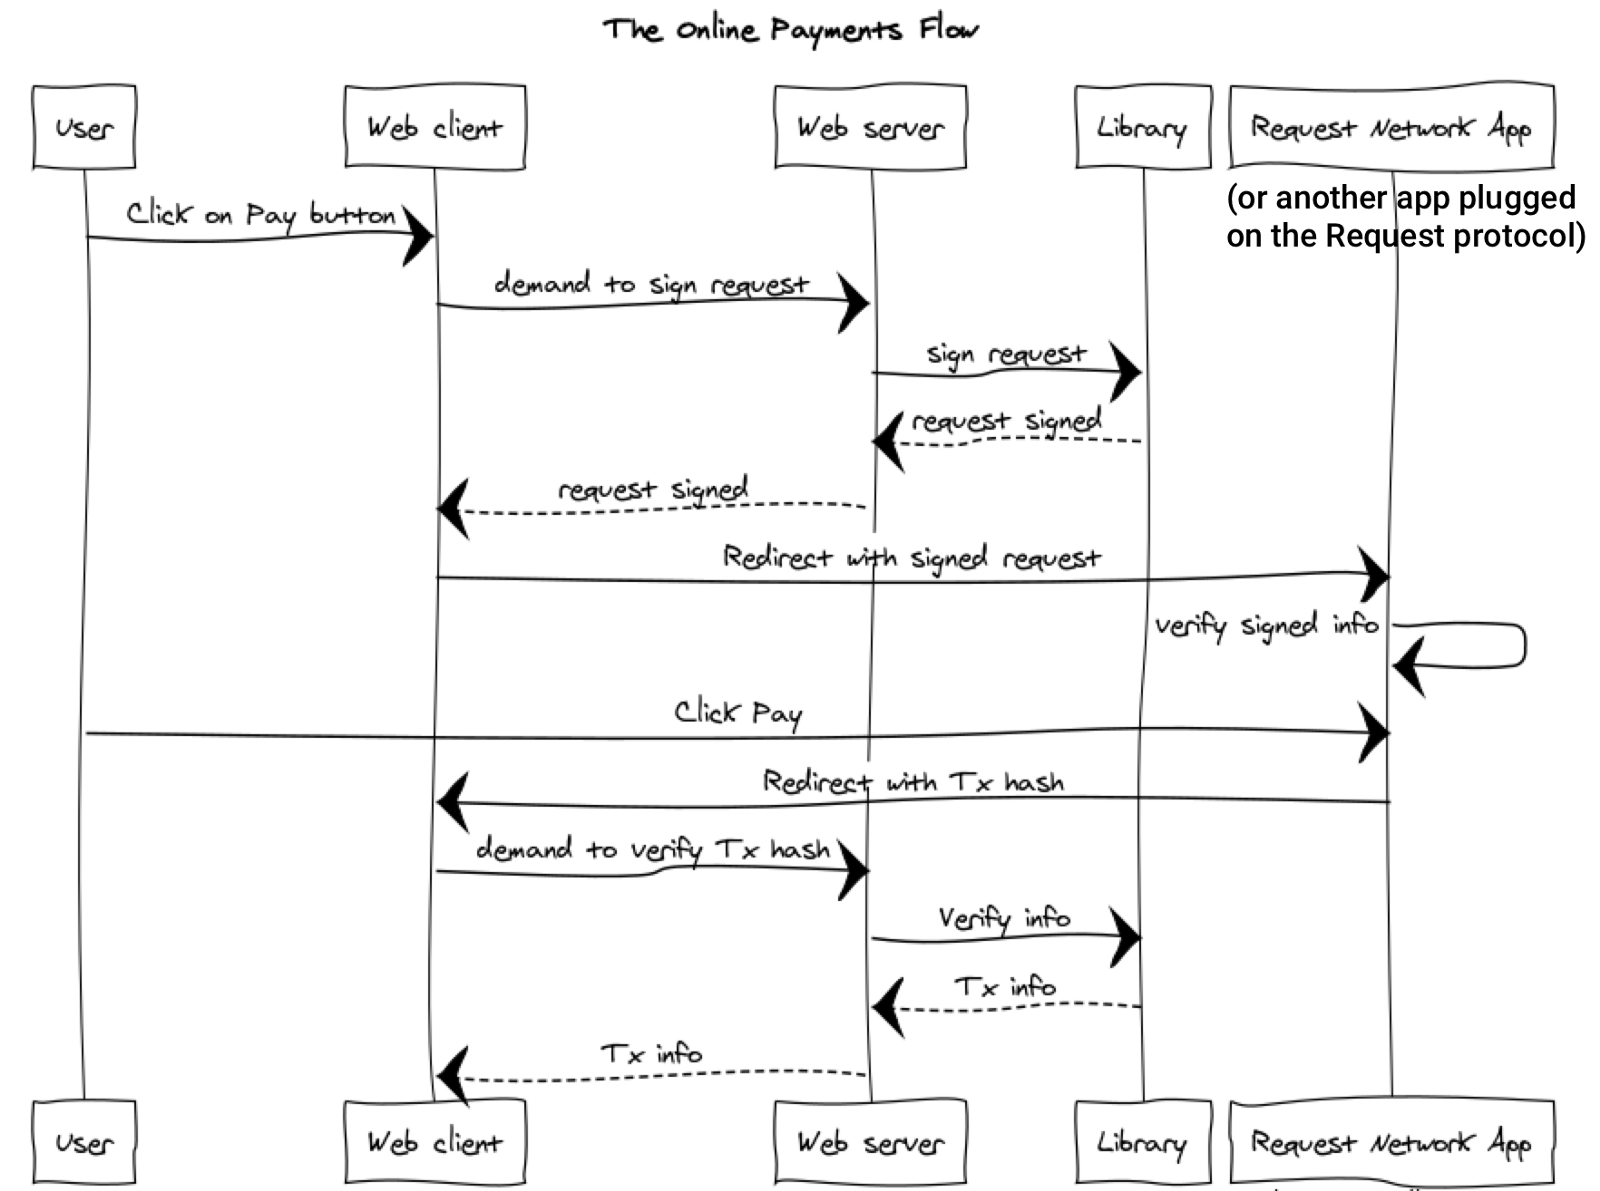 The Online Payments Flow
User
Web client
Web server
Library
Request Network App
(or another app plugged
on the Request protocol)
Click on Pay button
demand to sign request
sign request
request signed
request signed
Redirect with signed request
verify signed info
Click Pay
Redirect with Tx hash
demand to verify Tx hash
Verify info
Tx info
Tx info
User
Web client
Web server
Library
Request Network App